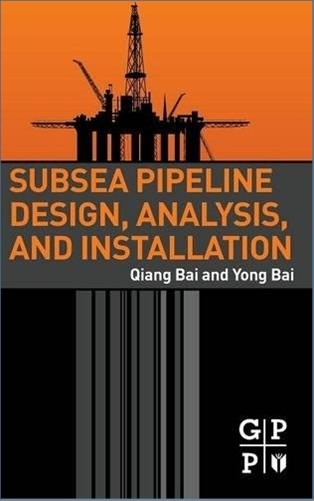 SUBSEA PIPELINE
DESIGN, ANALYSIS,
AND INSTALLATION
Qiang Bai and Yong Bai
G P
P